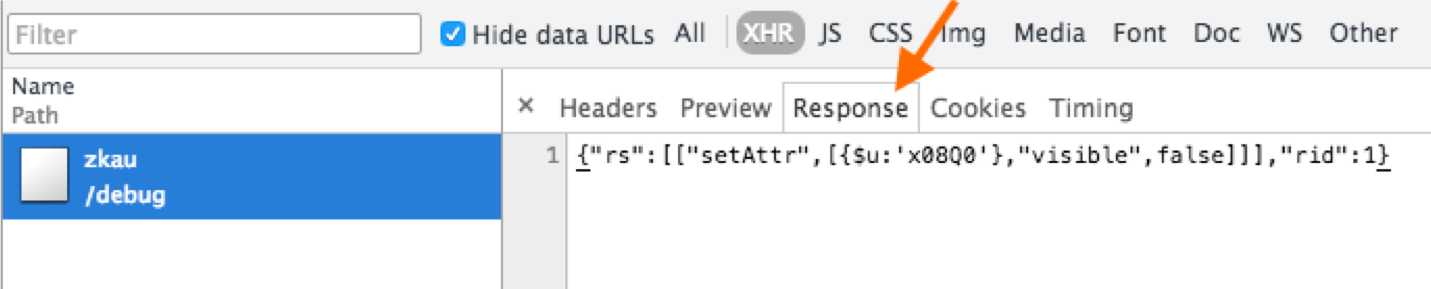 Filter Hide data URLs All XHR JS CSS Img Media Font Doc WS Other
Name
Path
× Headers Preview Response Cookies Timing
zkau
/debug
1 {"rs":[["setAttr",[{$u:'x08Q0'},"visible",false]]],"rid":1}